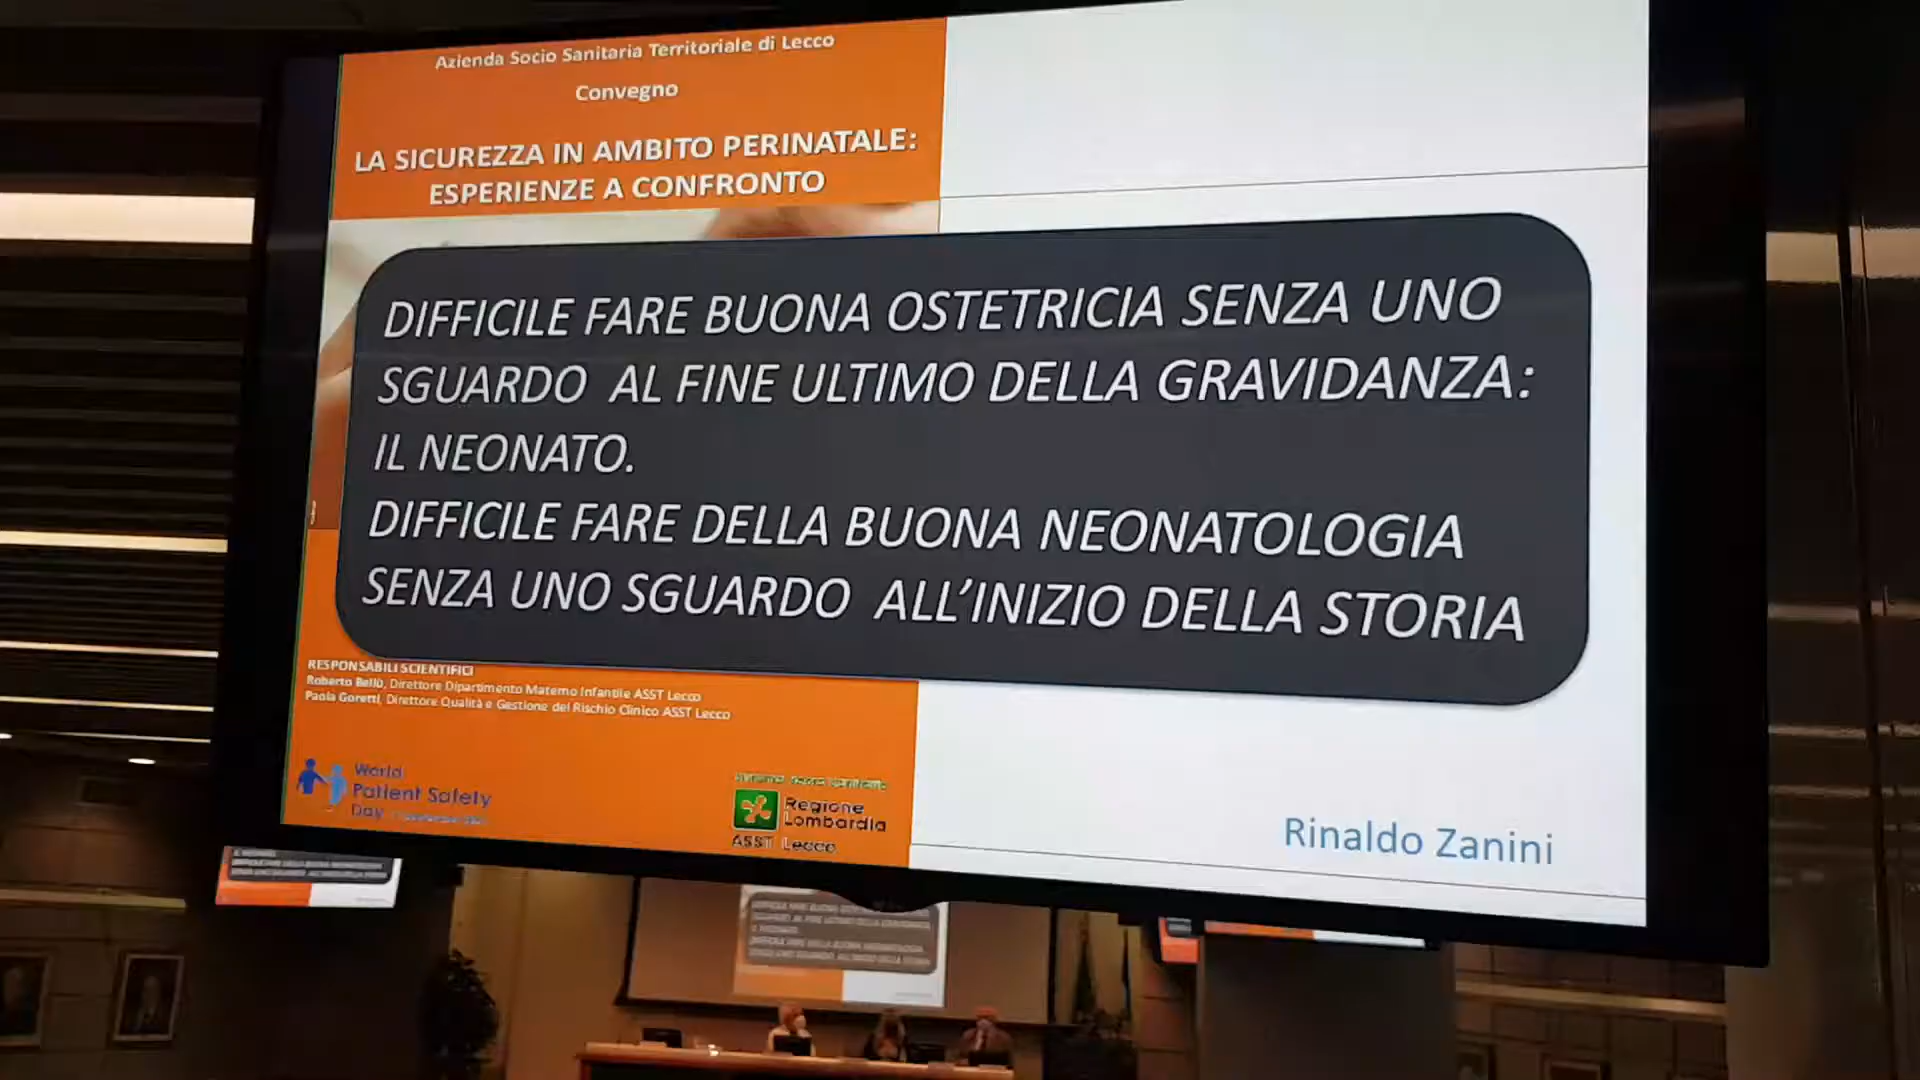 Azienda Socio Sanitaria Territoriale di Lecco
Convegno
LA SICUREZZA IN AMBITO PERINATALE:
ESPERIENZE A CONFRONTO
DIFFICILE FARE BUONA OSTETRICIA SENZA UNO
SGUARDO AL FINE ULTIMO DELLA GRAVIDANZA:
IL NEONATO.
DIFFICILE FARE DELLA BUONA NEONATOLOGIA
SENZA UNO SGUARDO ALL'INIZIO DELLA STORIA
RESPONSABILI SCIENTIFICI
Roberto Bellù, Direttore Dipartimento Materno Infantile ASST Lecco
Paola Goretti, Direttore Qualità e Gestione del Rischio Clinico ASST Lecco
World
Patient Safety
Day
Regione
Lombardia
ASST Lecco
Rinaldo Zanini